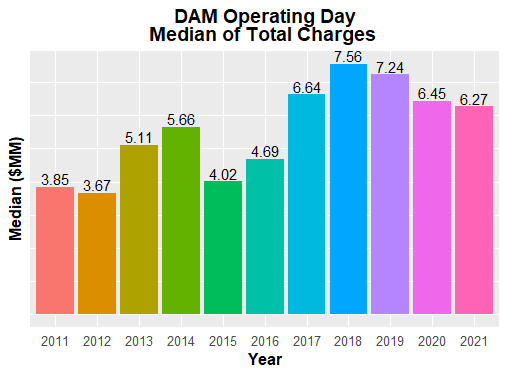 DAM Operating Day
Median of Total Charges
Median ($MM)
3.85 3.67 5.11 5.66 4.02 4.69 6.64 7.56 7.24 6.45 6.27
2011 2012 2013 2014 2015 2016 2017 2018 2019 2020 2021
Year